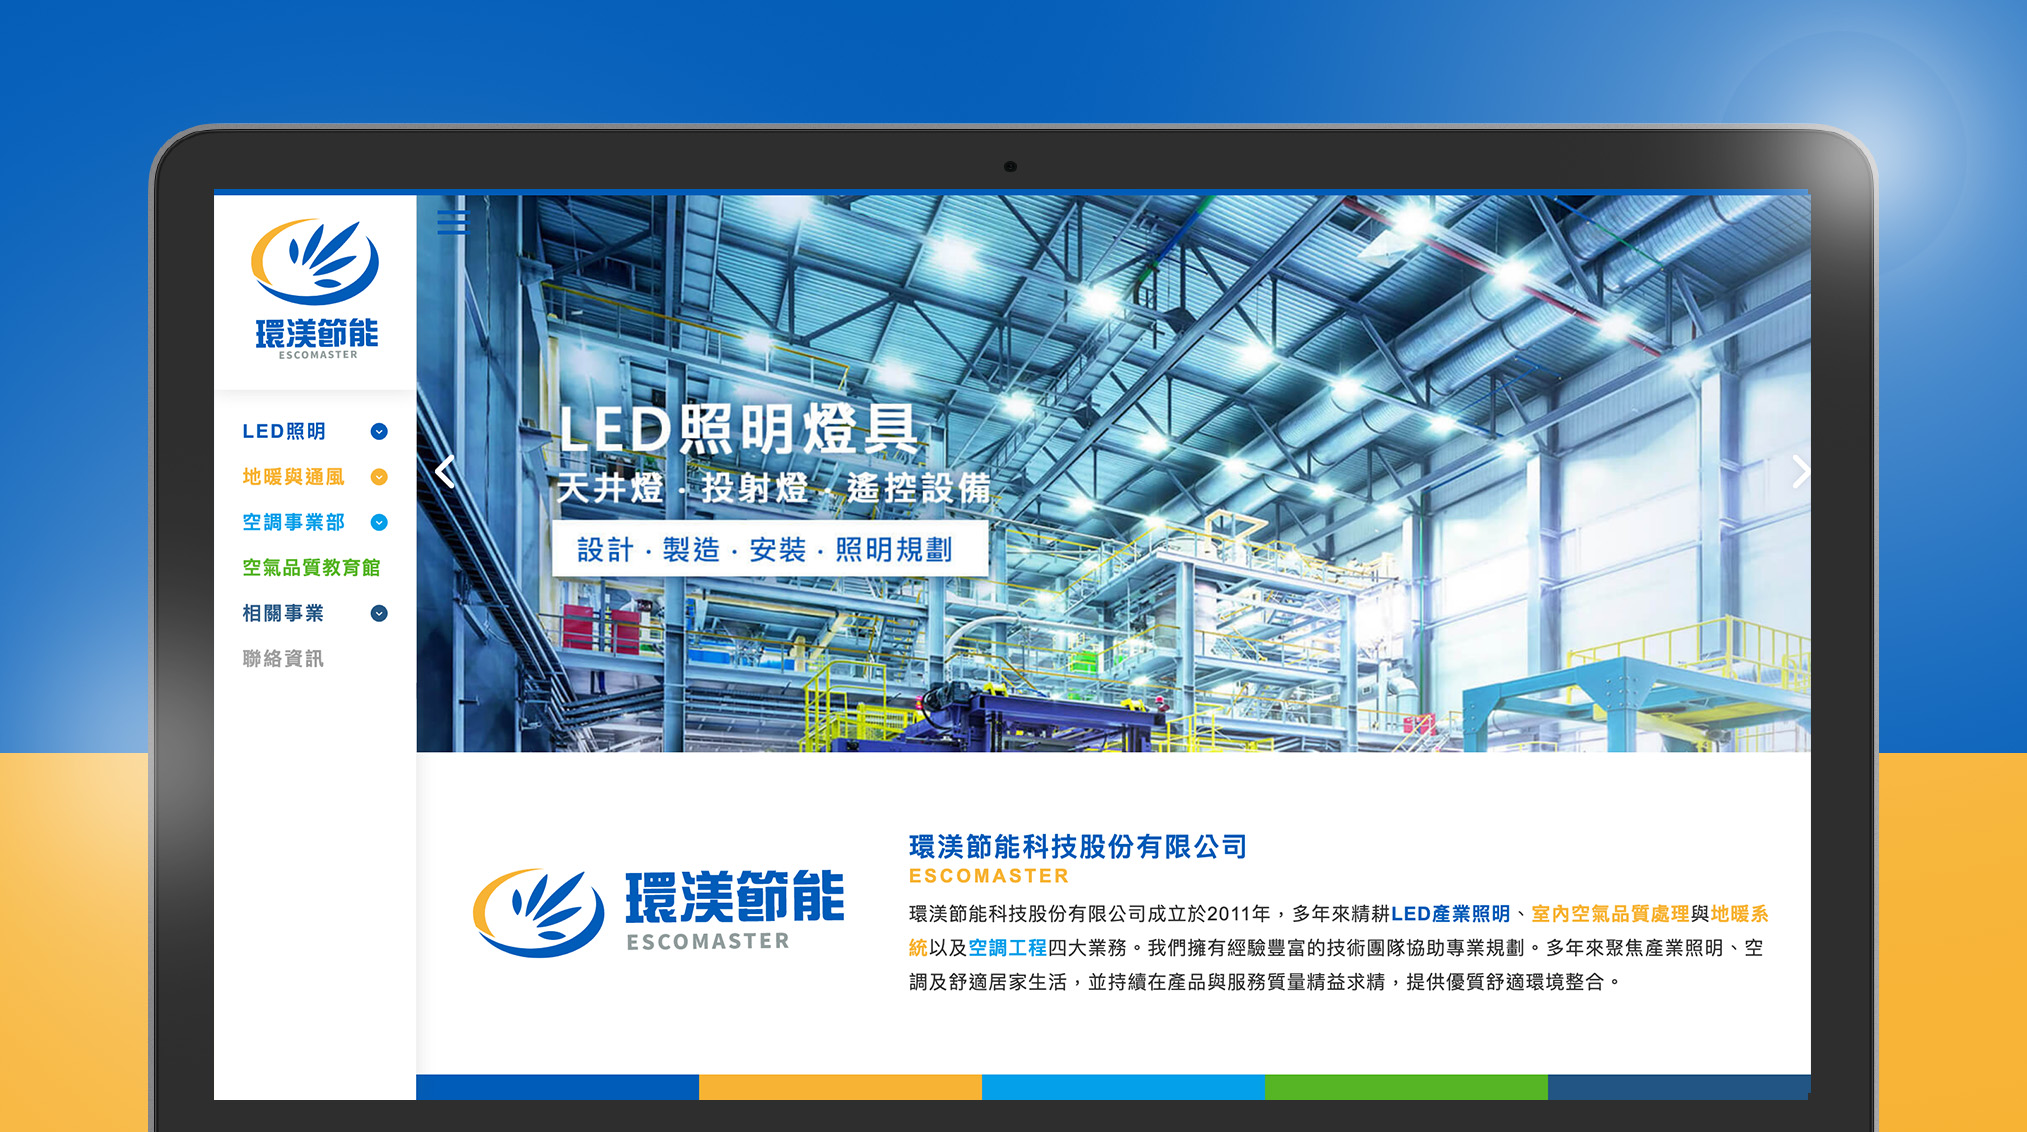 環渼節能
ESCOMASTER
LED照明
地暖與通風
空調事業部
空氣品質教育館
相關事業
聯絡資訊
LED照明燈具
天井燈．投射燈．遙控設備
設計．製造．安裝．照明規劃
環渼節能
ESCOMASTER
環渼節能科技股份有限公司
ESCOMASTER
環渼節能科技股份有限公司成立於2011年，多年來精耕LED產業照明、室內空氣品質處理與地暖系
統以及空調工程四大業務。我們擁有經驗豐富的技術團隊協助專業規劃。多年來聚焦產業照明、空
調及舒適居家生活，並持續在產品與服務質量精益求精，提供優質舒適環境整合。